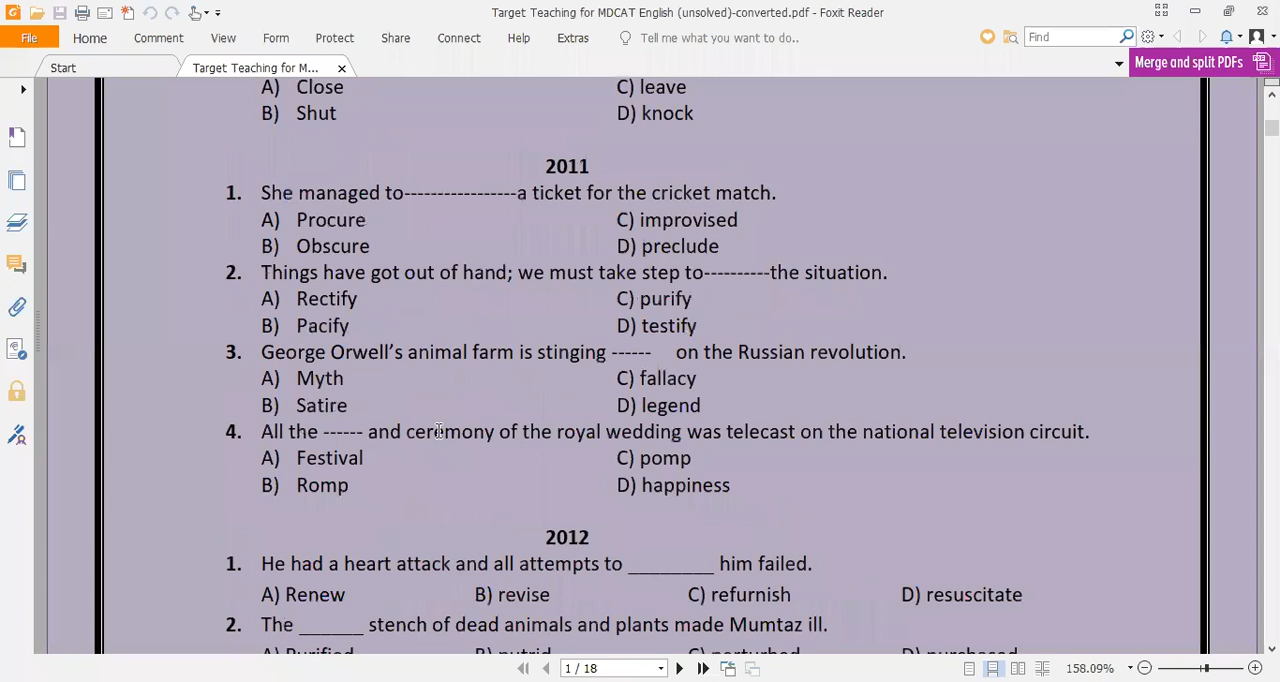 Target Teaching for MDCAT English (unsolved)-converted.pdf - Foxit Reader
File Home Comment View Form Protect Share Connect Help Extras Tell me what you want to do.. Find
Start Target Teaching for M... Merge and split PDFs
A) Close C) leave
B) Shut D) knock
2011
1. She managed to-----------------a ticket for the cricket match.
A) Procure C) improvised
B) Obscure D) preclude
2. Things have got out of hand; we must take step to----------the situation.
A) Rectify C) purify
B) Pacify D) testify
3. George Orwell’s animal farm is stinging ------ on the Russian revolution.
A) Myth C) fallacy
B) Satire D) legend
4. All the ------ and ceremony of the royal wedding was telecast on the national television circuit.
A) Festival C) pomp
B) Romp D) happiness
2012
1. He had a heart attack and all attempts to ________ him failed.
A) Renew B) revise C) refurnish D) resuscitate
2. The ______ stench of dead animals and plants made Mumtaz ill.
A) Purified B) putrid C) perturbed D) purchased
1 / 18 158.09%